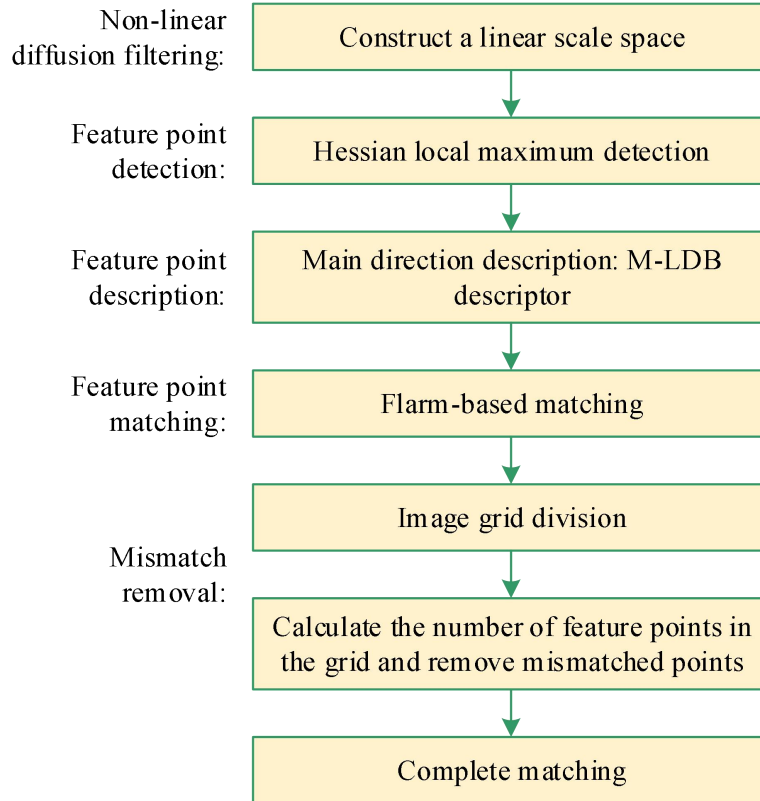 Non-linear
diffusion filtering:
Construct a linear scale space
Feature point
detection:
Hessian local maximum detection
Feature point
description:
Main direction description: M-LDB
descriptor
Feature point
matching:
Flarm-based matching
Mismatch
removal:
Image grid division
Calculate the number of feature points in
the grid and remove mismatched points
Complete matching